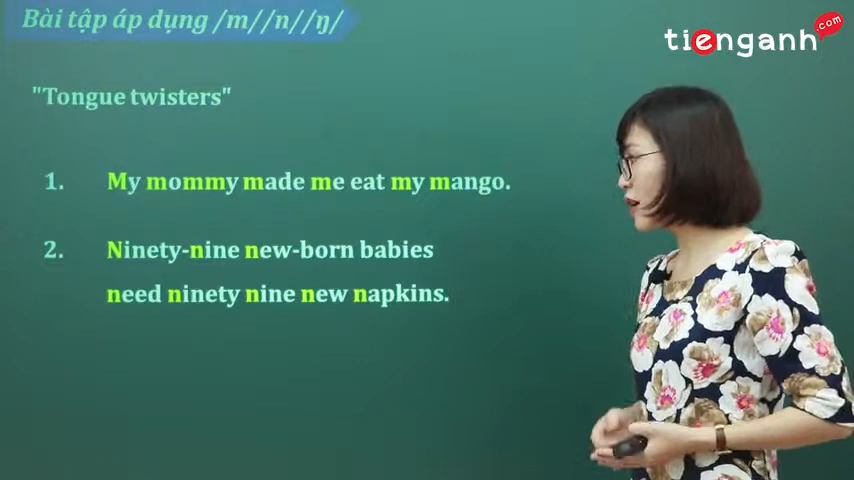 Bài tập áp dụng /m//n//ŋ/
tienganh.com
"Tongue twisters"
1. My mommy made me eat my mango.
2. Ninety-nine new-born babies
need ninety nine new napkins.